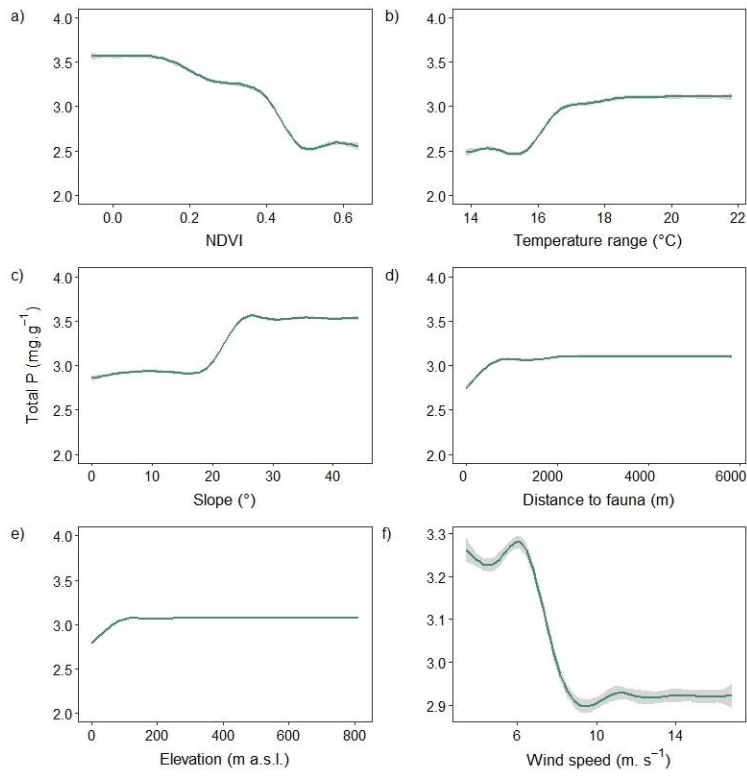 a)
4.0
3.5
3.0
2.5
2.0
0.0 0.2 0.4 0.6
NDVI
b)
4.0
3.5
3.0
2.5
2.0
14 16 18 20 22
Temperature range (°C)
Total P (mg.g⁻¹)
c)
4.0
3.5
3.0
2.5
2.0
0 10 20 30 40
Slope (°)
d)
4.0
3.5
3.0
2.5
2.0
0 2000 4000 6000
Distance to fauna (m)
e)
4.0
3.5
3.0
2.5
2.0
0 200 400 600 800
Elevation (m a.s.l.)
f)
3.3
3.2
3.1
3.0
2.9
6 10 14
Wind speed (m. s⁻¹)